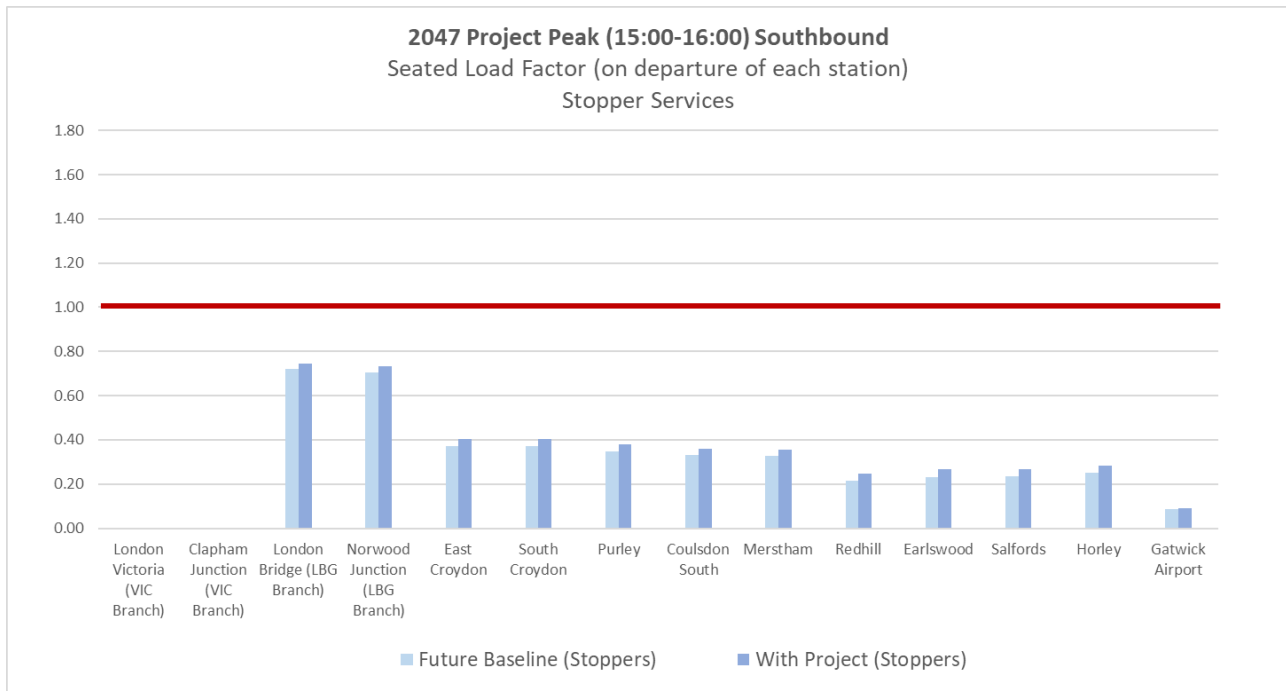 2047 Project Peak (15:00-16:00) Southbound
Seated Load Factor (on departure of each station)
Stopper Services
1.80
1.60
1.40
1.20
1.00
0.80
0.60
0.40
0.20
0.00
London
Victoria
(VIC
Branch)
Clapham
Junction
(VIC
Branch)
London
Bridge (LBG
Branch)
Norwood
Junction
(LBG
Branch)
East
Croydon
South
Croydon
Purley
Coulsdon
South
Merstham
Redhill
Earlswood
Salfords
Horley
Gatwick
Airport
Future Baseline (Stoppers)
With Project (Stoppers)